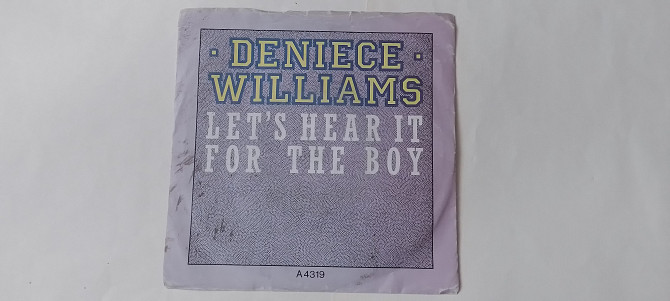 · DENIECE ·
WILLIAMS
LET'S HEAR IT
FOR THE BOY
A 4319